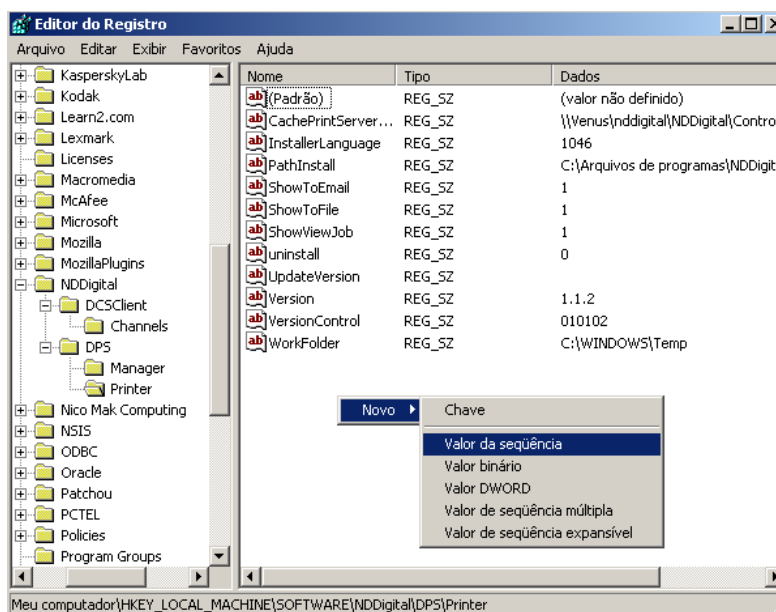 Editor do Registro
Arquivo Editar Exibir Favoritos Ajuda
KasperskyLab
Kodak
Learn2.com
Lexmark
Licenses
Macromedia
McAfee
Microsoft
Mozilla
MozillaPlugins
NDDigital
DCSClient
Channels
DPS
Manager
Printer
Nico Mak Computing
NSIS
ODBC
Oracle
Patchou
PCTEL
Policies
Program Groups
Nome Tipo Dados
(Padrão) REG_SZ (valor não definido)
CachePrintServer... REG_SZ \\Venus\nddigital\NDDigital\Contro
InstallerLanguage REG_SZ 1046
PathInstall REG_SZ C:\Arquivos de programas\NDDigit
ShowToEmail REG_SZ 1
ShowToFile REG_SZ 1
ShowViewJob REG_SZ 1
uninstall REG_SZ 0
UpdateVersion REG_SZ
Version REG_SZ 1.1.2
VersionControl REG_SZ 010102
WorkFolder REG_SZ C:\WINDOWS\Temp
Novo
Chave
Valor da seqüência
Valor binário
Valor DWORD
Valor de seqüência múltipla
Valor de seqüência expansível
Meu computador\HKEY_LOCAL_MACHINE\SOFTWARE\NDDigital\DPS\Printer